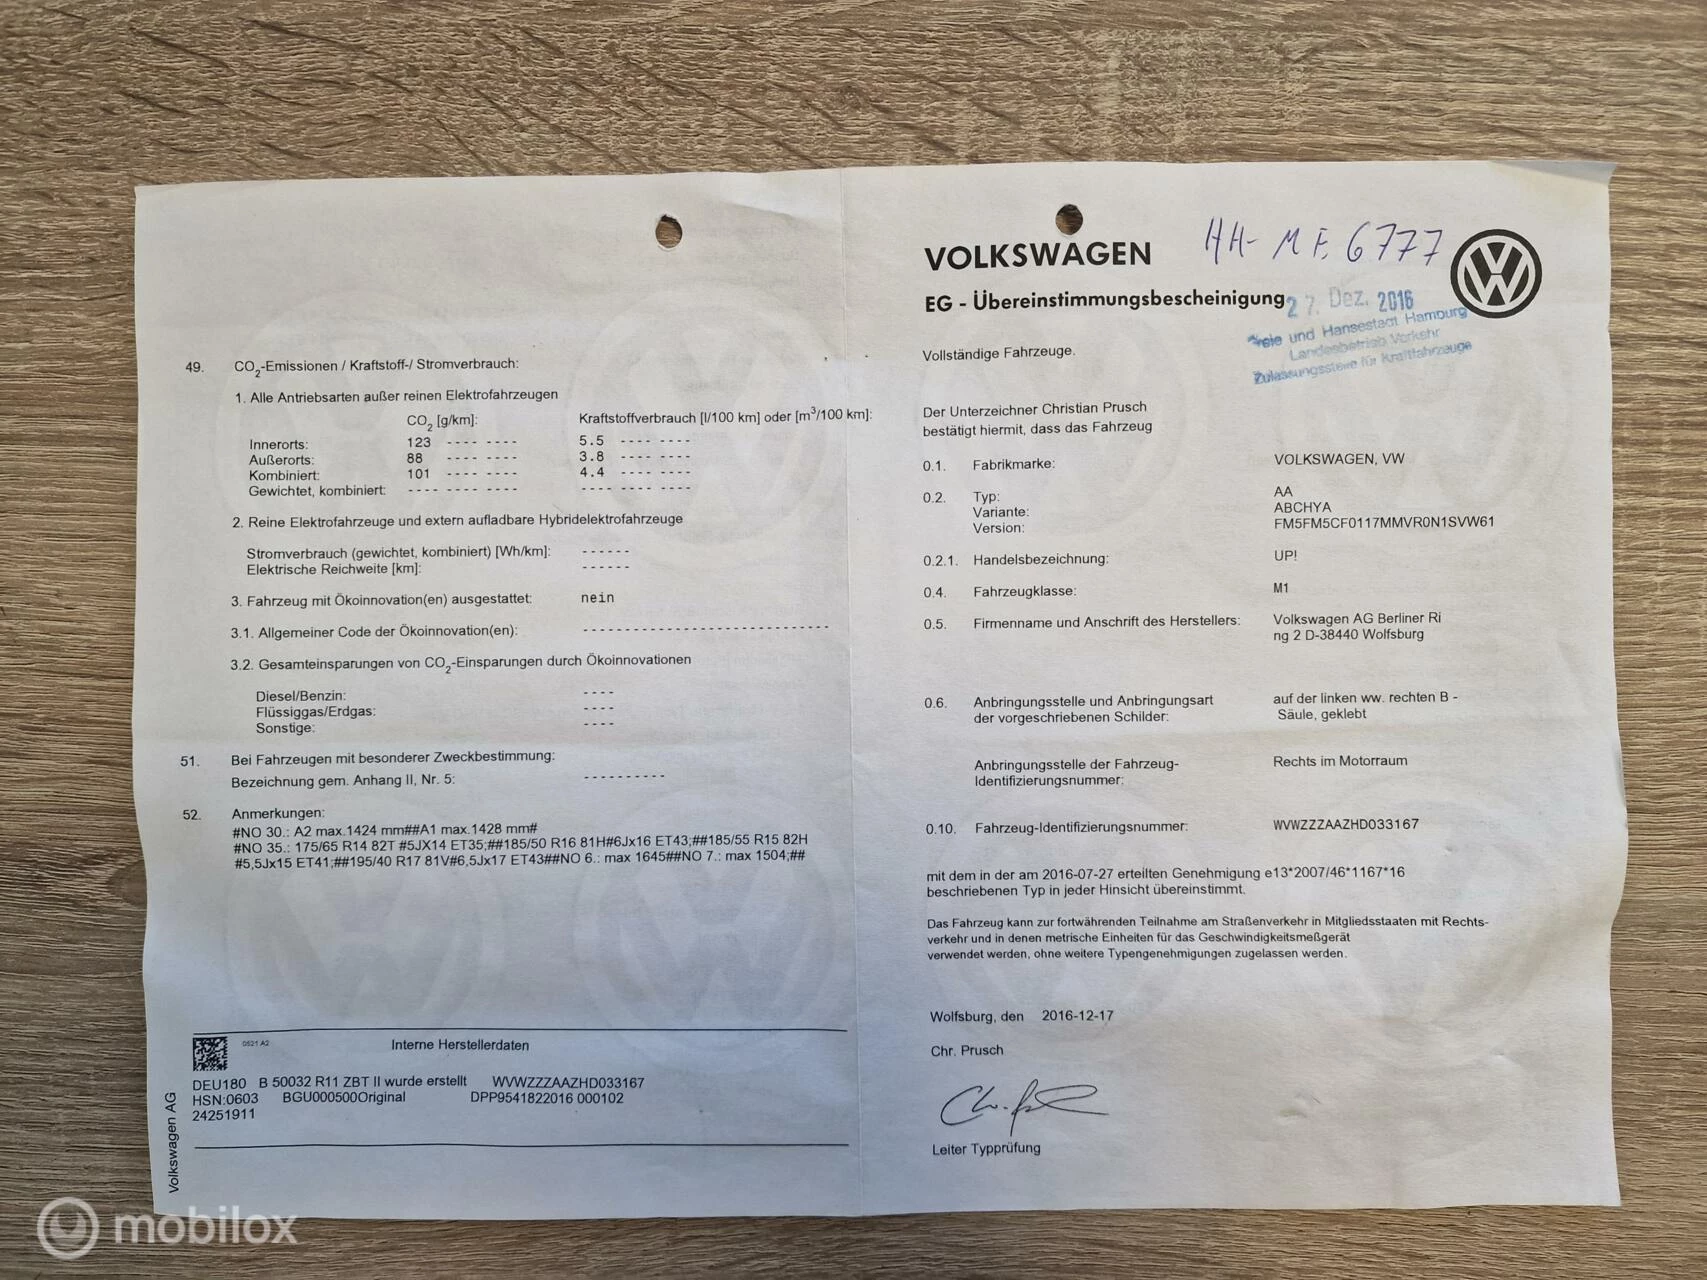 49. CO2-Emissionen / Kraftstoff-/ Stromverbrauch:
1. Alle Antriebsarten außer reinen Elektrofahrzeugen
CO2 [g/km]: Kraftstoffverbrauch [l/100 km] oder [m3/100 km]:
Innerorts: 123 ---- ---- 5.5 ---- ----
Außerorts: 88 ---- ---- 3.8 ---- ----
Kombiniert: 101 ---- ---- 4.4 ---- ----
Gewichtet, kombiniert: ---- ---- ---- ---- ---- ----
2. Reine Elektrofahrzeuge und extern aufladbare Hybridelektrofahrzeuge
Stromverbrauch (gewichtet, kombiniert) [Wh/km]: ------
Elektrische Reichweite [km]: ------
3. Fahrzeug mit Ökoinnovation(en) ausgestattet: nein
3.1. Allgemeiner Code der Ökoinnovation(en): ------------------------------
3.2. Gesamteinsparungen von CO2-Einsparungen durch Ökoinnovationen
Diesel/Benzin: ----
Flüssiggas/Erdgas: ----
Sonstige: ----
51. Bei Fahrzeugen mit besonderer Zweckbestimmung:
Bezeichnung gem. Anhang II, Nr. 5: ----------
52. Anmerkungen:
#NO 30.: A2 max.1424 mm##A1 max.1428 mm#
#NO 35.: 175/65 R14 82T #5JX14 ET35;##185/50 R16 81H#6Jx16 ET43;##185/55 R15 82H
#5,5Jx15 ET41;##195/40 R17 81V#6,5Jx17 ET43##NO 6.: max 1645##NO 7.: max 1504;##
0521 A2 Interne Herstellerdaten
DEU180 B 50032 R11 ZBT II wurde erstellt WVWZZZAAZHD033167
HSN:0603 BGU000500Original DPP9541822016 000102
24251911
Volkswagen AG
VOLKSWAGEN HH- MF 6777
EG - Übereinstimmungsbescheinigung 27. Dez. 2016
Freie und Hansestadt Hamburg
Landesbetrieb Verkehr
Zulassungsstelle für Kraftfahrzeuge
Vollständige Fahrzeuge.
Der Unterzeichner Christian Prusch
bestätigt hiermit, dass das Fahrzeug
0.1. Fabrikmarke: VOLKSWAGEN, VW
0.2. Typ: AA
Variante: ABCHYA
Version: FM5FM5CF0117MMVR0N1SVW61
0.2.1. Handelsbezeichnung: UP!
0.4. Fahrzeugklasse: M1
0.5. Firmenname und Anschrift des Herstellers: Volkswagen AG Berliner Ri
ng 2 D-38440 Wolfsburg
0.6. Anbringungsstelle und Anbringungsart auf der linken ww. rechten B -
der vorgeschriebenen Schilder: Säule, geklebt
Anbringungsstelle der Fahrzeug- Rechts im Motorraum
Identifizierungsnummer:
0.10. Fahrzeug-Identifizierungsnummer: WVWZZZAAZHD033167
mit dem in der am 2016-07-27 erteilten Genehmigung e13*2007/46*1167*16
beschriebenen Typ in jeder Hinsicht übereinstimmt.
Das Fahrzeug kann zur fortwährenden Teilnahme am Straßenverkehr in Mitgliedsstaaten mit Rechts-
verkehr und in denen metrische Einheiten für das Geschwindigkeitsmeßgerät
verwendet werden, ohne weitere Typengenehmigungen zugelassen werden.
Wolfsburg, den 2016-12-17
Chr. Prusch
Leiter Typprüfung
mobilox